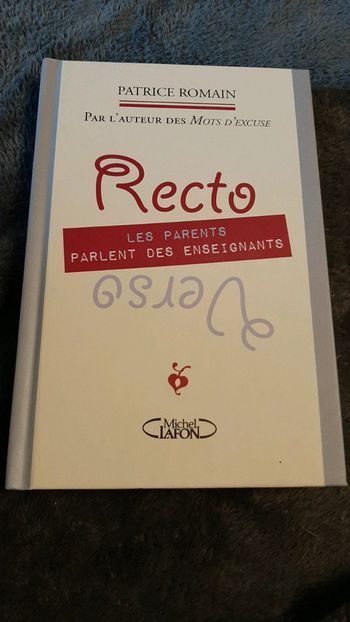 PATRICE ROMAIN
PAR L'AUTEUR DES MOTS D'EXCUSE
Recto
LES PARENTS
PARLENT DES ENSEIGNANTS
Verso
Michel
LAFON